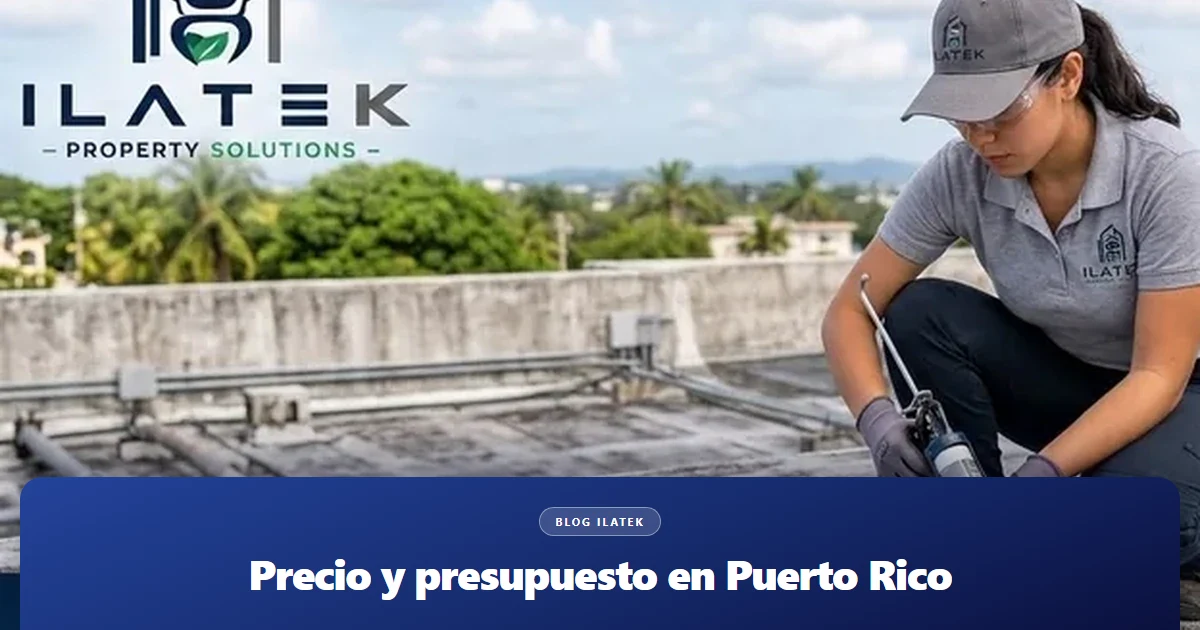 ILATEK
- PROPERTY SOLUTIONS -
ILATEK
ILATEK
BLOG ILATEK
Precio y presupuesto en Puerto Rico